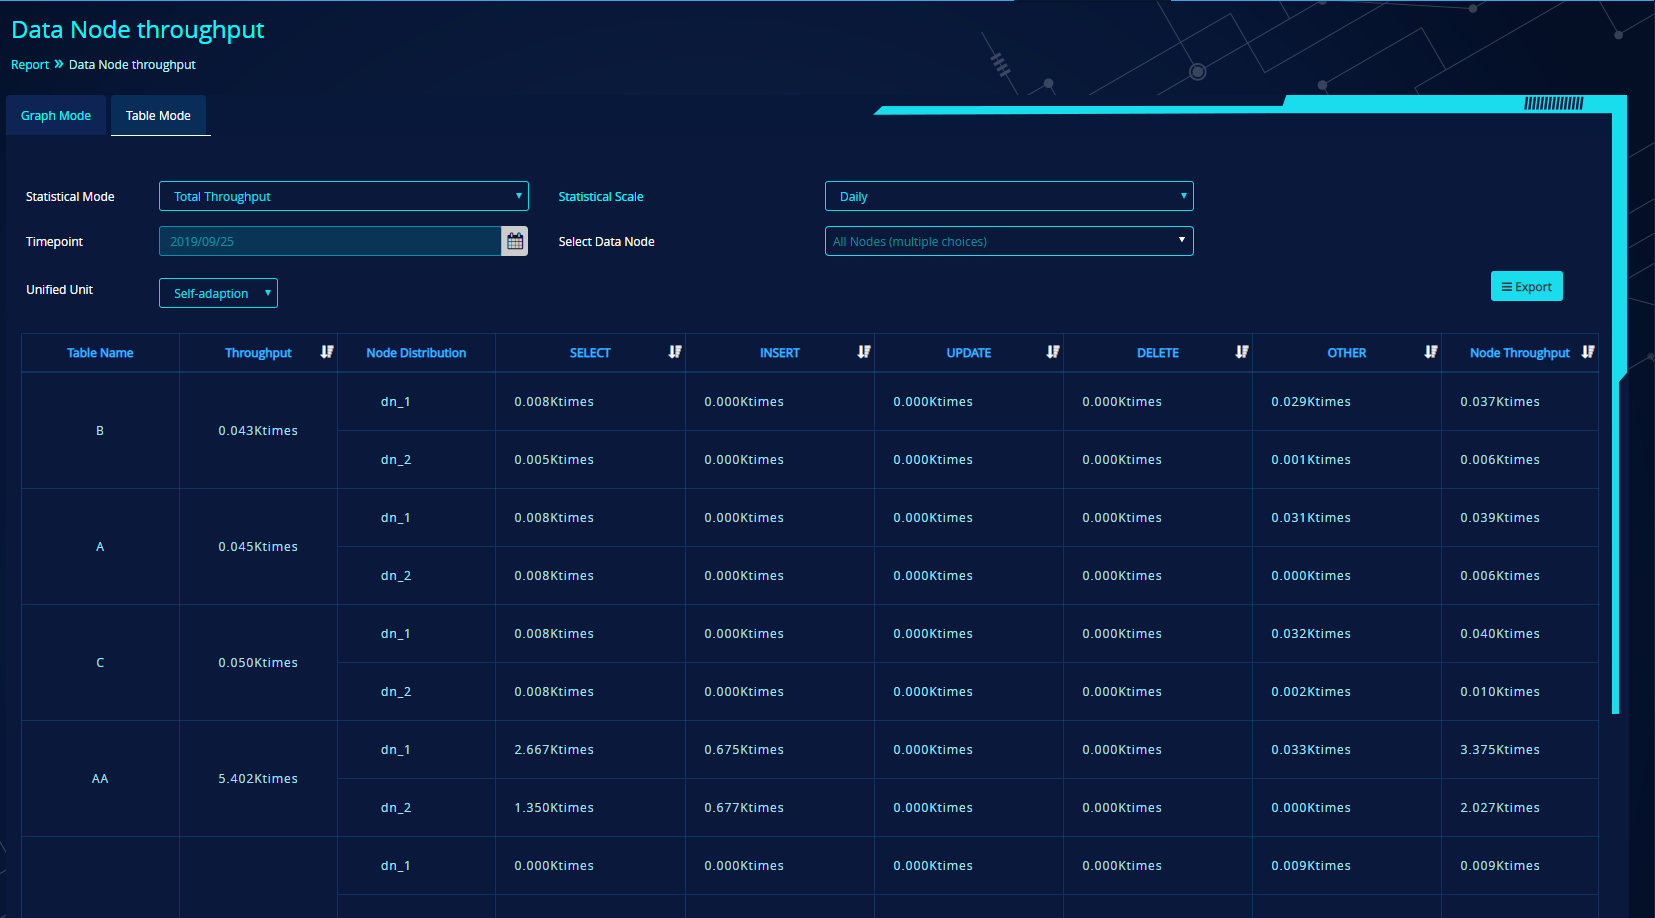 Data Node throughput
Report » Data Node throughput
Graph Mode Table Mode
Statistical Mode Total Throughput Statistical Scale Daily
Timepoint 2019/09/25 Select Data Node All Nodes (multiple choices)
Unified Unit Self-adaption Export
Table Name Throughput Node Distribution SELECT INSERT UPDATE DELETE OTHER Node Throughput
dn_1 0.008Ktimes 0.000Ktimes 0.000Ktimes 0.000Ktimes 0.029Ktimes 0.037Ktimes
B 0.043Ktimes
dn_2 0.005Ktimes 0.000Ktimes 0.000Ktimes 0.000Ktimes 0.001Ktimes 0.006Ktimes
dn_1 0.008Ktimes 0.000Ktimes 0.000Ktimes 0.000Ktimes 0.031Ktimes 0.039Ktimes
A 0.045Ktimes
dn_2 0.008Ktimes 0.000Ktimes 0.000Ktimes 0.000Ktimes 0.000Ktimes 0.006Ktimes
dn_1 0.008Ktimes 0.000Ktimes 0.000Ktimes 0.000Ktimes 0.032Ktimes 0.040Ktimes
C 0.050Ktimes
dn_2 0.008Ktimes 0.000Ktimes 0.000Ktimes 0.000Ktimes 0.002Ktimes 0.010Ktimes
dn_1 2.667Ktimes 0.675Ktimes 0.000Ktimes 0.000Ktimes 0.033Ktimes 3.375Ktimes
AA 5.402Ktimes
dn_2 1.350Ktimes 0.677Ktimes 0.000Ktimes 0.000Ktimes 0.000Ktimes 2.027Ktimes
dn_1 0.000Ktimes 0.000Ktimes 0.000Ktimes 0.000Ktimes 0.009Ktimes 0.009Ktimes